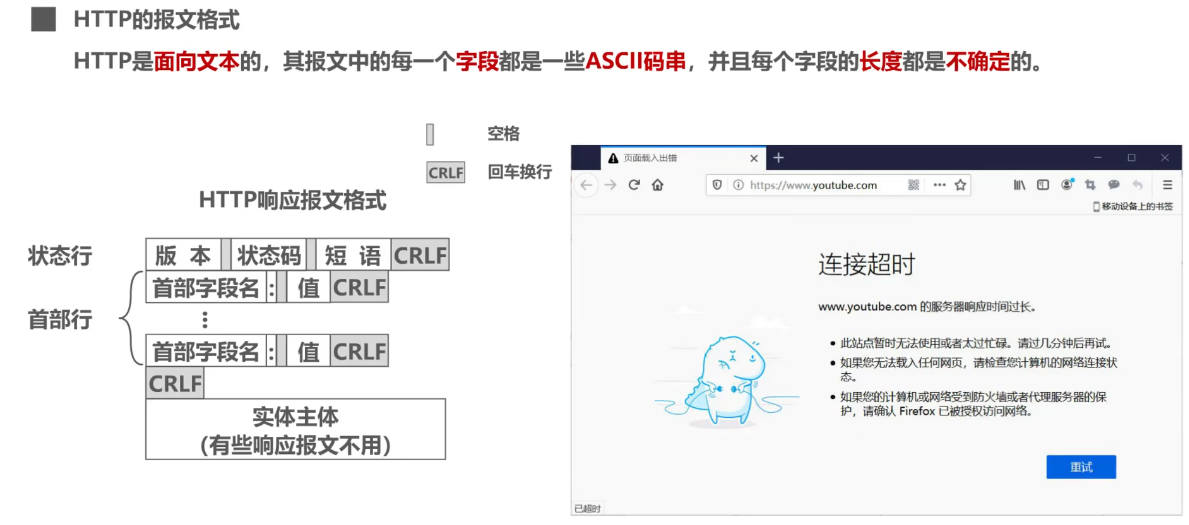 HTTP的报文格式
HTTP是面向文本的，其报文中的每一个字段都是一些ASCII码串，并且每个字段的长度都是不确定的。
空格
CRLF 回车换行
HTTP响应报文格式
状态行 版 本 状态码 短 语 CRLF
首部字段名 : 值 CRLF
首部行
首部字段名 : 值 CRLF
CRLF
实体主体
（有些响应报文不用）
页面载入出错
https://www.youtube.com
移动设备上的书签
连接超时
www.youtube.com 的服务器响应时间过长。
此站点暂时无法使用或者太过忙碌。请过几分钟后再试。
如果您无法载入任何网页，请检查您计算机的网络连接状
态。
如果您的计算机或网络受到防火墙或者代理服务器的保
护，请确认 Firefox 已被授权访问网络。
重试
已超时